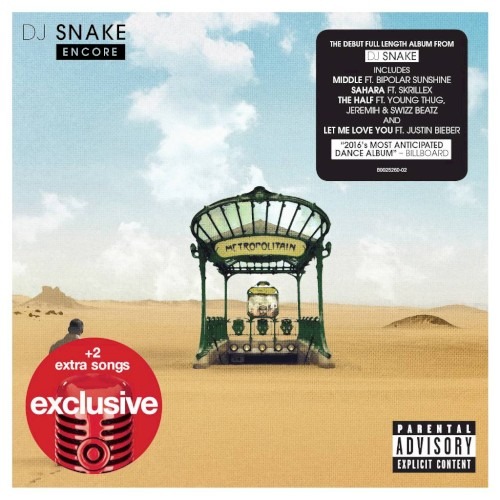 DJ SNAKE
ENCORE
THE DEBUT FULL LENGTH ALBUM FROM
DJ SNAKE
INCLUDES
MIDDLE FT. BIPOLAR SUNSHINE
SAHARA FT. SKRILLEX
THE HALF FT. YOUNG THUG,
JEREMIH & SWIZZ BEATZ
AND
LET ME LOVE YOU FT. JUSTIN BIEBER
"2016's MOST ANTICIPATED
DANCE ALBUM" – BILLBOARD
B0025260-02
METROPOLITAIN
+2
extra songs
exclusive
PARENTAL
ADVISORY
EXPLICIT CONTENT